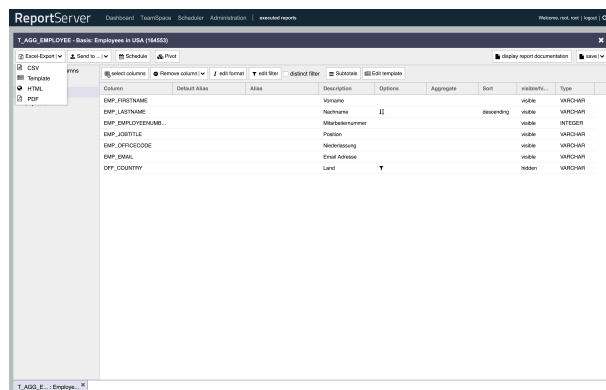 ReportServer Dashboard TeamSpace Scheduler Administration | executed reports Welcome, root, root | logout |
T_AGG_EMPLOYEE - Basis: Employees in USA (164553)
Excel-Export Send to ... Schedule Pivot display report documentation save
CSV
Template
HTML
PDF
mns
select columns Remove column edit format edit filter distinct filter Subtotals Edit template
Column Default Alias Alias Description Options Aggregate Sort visible/hi... Type
EMP_FIRSTNAME Vorname visible VARCHAR
EMP_LASTNAME Nachname descending visible VARCHAR
EMP_EMPLOYEENUMB... Mitarbeiternummer visible INTEGER
EMP_JOBTITLE Position visible VARCHAR
EMP_OFFICECODE Niederlassung visible VARCHAR
EMP_EMAIL Email Adresse visible VARCHAR
OFF_COUNTRY Land hidden VARCHAR
T_AGG_E... : Employe...